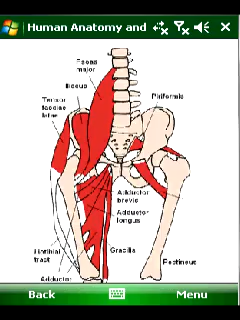 Human Anatomy and
Psoas
major
Iliacus
Tensor
fasciae
latae
Piriformis
Adductor
brevis
Adductor
longus
Gracilis
Iliotibial
tract
Pectineus
Adductor
Back
Menu